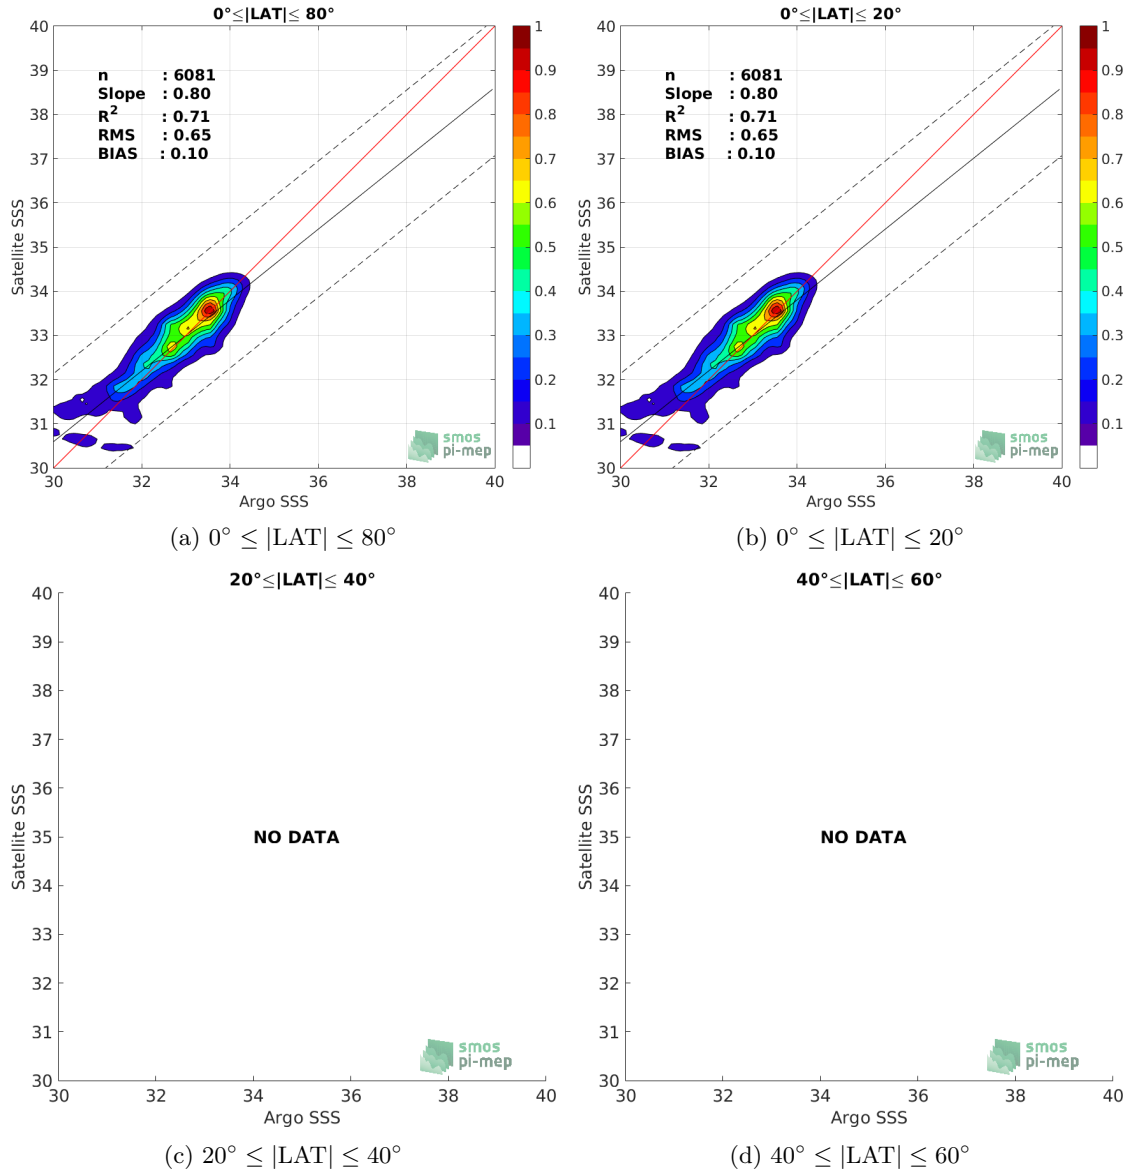 0°≤|LAT|≤ 80°
40
39
38
37
36
35
34
33
32
31
30
Satellite SSS
n : 6081
Slope : 0.80
R² : 0.71
RMS : 0.65
BIAS : 0.10
smos
pi-mep
30 32 34 36 38 40
Argo SSS
1
0.9
0.8
0.7
0.6
0.5
0.4
0.3
0.2
0.1
(a) 0° ≤ |LAT| ≤ 80°
0°≤|LAT|≤ 20°
40
39
38
37
36
35
34
33
32
31
30
Satellite SSS
n : 6081
Slope : 0.80
R² : 0.71
RMS : 0.65
BIAS : 0.10
smos
pi-mep
30 32 34 36 38 40
Argo SSS
1
0.9
0.8
0.7
0.6
0.5
0.4
0.3
0.2
0.1
(b) 0° ≤ |LAT| ≤ 20°
20°≤|LAT|≤ 40°
40
39
38
37
36
35
34
33
32
31
30
Satellite SSS
NO DATA
smos
pi-mep
30 32 34 36 38 40
Argo SSS
(c) 20° ≤ |LAT| ≤ 40°
40°≤|LAT|≤ 60°
40
39
38
37
36
35
34
33
32
31
30
Satellite SSS
NO DATA
smos
pi-mep
30 32 34 36 38 40
Argo SSS
(d) 40° ≤ |LAT| ≤ 60°